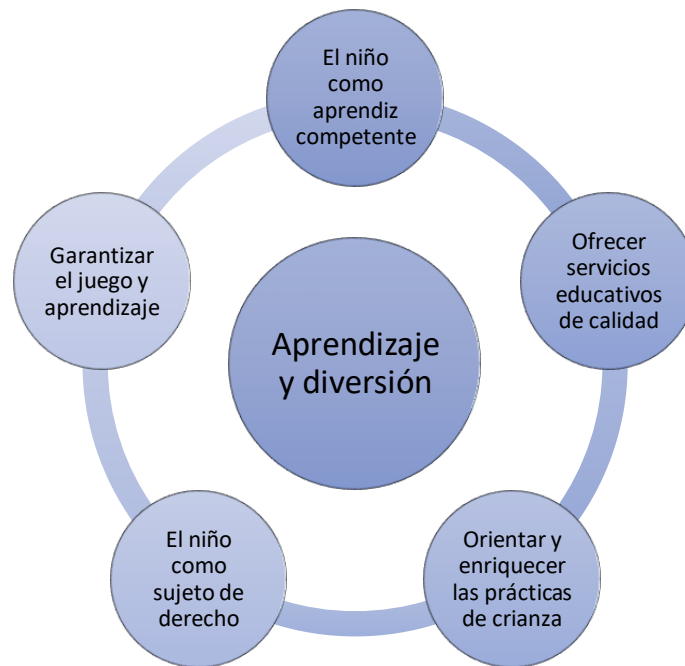 El niño
como
aprendiz
competente
Ofrecer
servicios
educativos
de calidad
Orientar y
enriquecer
las prácticas
de crianza
El niño
como
sujeto de
derecho
Garantizar
el juego y
aprendizaje
Aprendizaje
y diversión